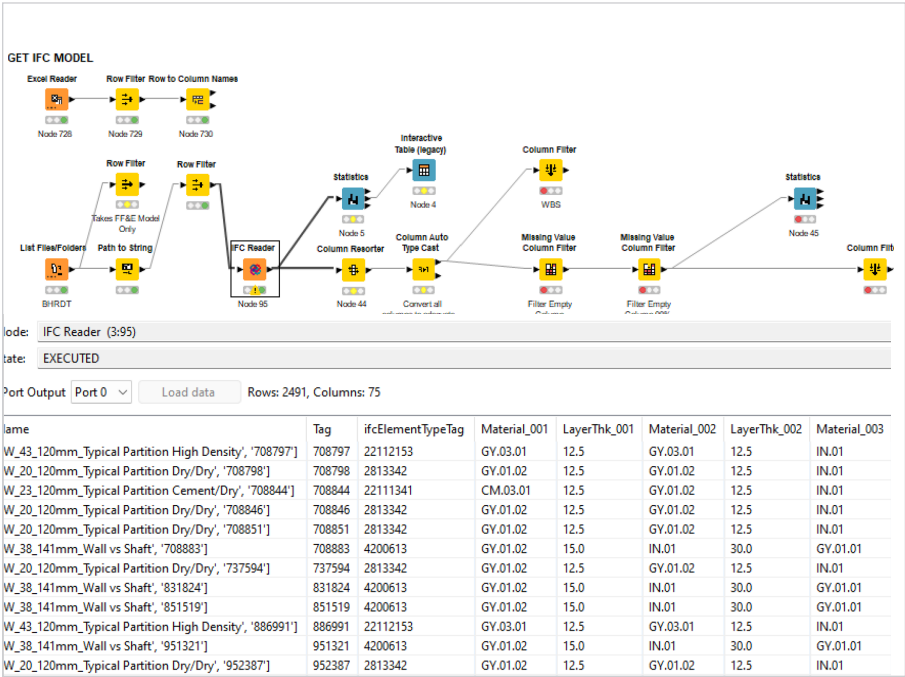 GET IFC MODEL
Excel Reader Row Filter Row to Column Names
Node 728 Node 729 Node 730
Interactive
Table (legacy)
Column Filter
Row Filter Row Filter
Statistics Statistics
Takes FF&E Model
Only
Node 4 WBS
Node 5 Node 45
List Files/Folders Path to String IFC Reader Column Resorter
Column Auto
Type Cast
Missing Value
Column Filter
Missing Value
Column Filter
Column Filt
BHRDT Node 95 Node 44 Convert all Filter Empty Filter Empty
lode: IFC Reader (3:95)
tate: EXECUTED
Port Output Port 0 Load data Rows: 2491, Columns: 75
lame Tag ifcElementTypeTag Material_001 LayerThk_001 Material_002 LayerThk_002 Material_003
W_43_120mm_Typical Partition High Density', '708797'] 708797 22112153 GY.03.01 12.5 GY.03.01 12.5 IN.01
W_20_120mm_Typical Partition Dry/Dry', '708798'] 708798 2813342 GY.01.02 12.5 GY.01.02 12.5 IN.01
W_23_120mm_Typical Partition Cement/Dry', '708844'] 708844 22111341 CM.03.01 12.5 GY.01.02 12.5 IN.01
W_20_120mm_Typical Partition Dry/Dry', '708846'] 708846 2813342 GY.01.02 12.5 GY.01.02 12.5 IN.01
W_20_120mm_Typical Partition Dry/Dry', '708851'] 708851 2813342 GY.01.02 12.5 GY.01.02 12.5 IN.01
W_38_141mm_Wall vs Shaft', '708883'] 708883 4200613 GY.01.02 15.0 IN.01 30.0 GY.01.01
W_20_120mm_Typical Partition Dry/Dry', '737594'] 737594 2813342 GY.01.02 12.5 GY.01.02 12.5 IN.01
W_38_141mm_Wall vs Shaft', '831824'] 831824 4200613 GY.01.02 15.0 IN.01 30.0 GY.01.01
W_38_141mm_Wall vs Shaft', '851519'] 851519 4200613 GY.01.02 15.0 IN.01 30.0 GY.01.01
W_43_120mm_Typical Partition High Density', '886991'] 886991 22112153 GY.03.01 12.5 GY.03.01 12.5 IN.01
W_38_141mm_Wall vs Shaft', '951321'] 951321 4200613 GY.01.02 15.0 IN.01 30.0 GY.01.01
W_20_120mm_Typical Partition Dry/Dry', '952387'] 952387 2813342 GY.01.02 12.5 GY.01.02 12.5 IN.01